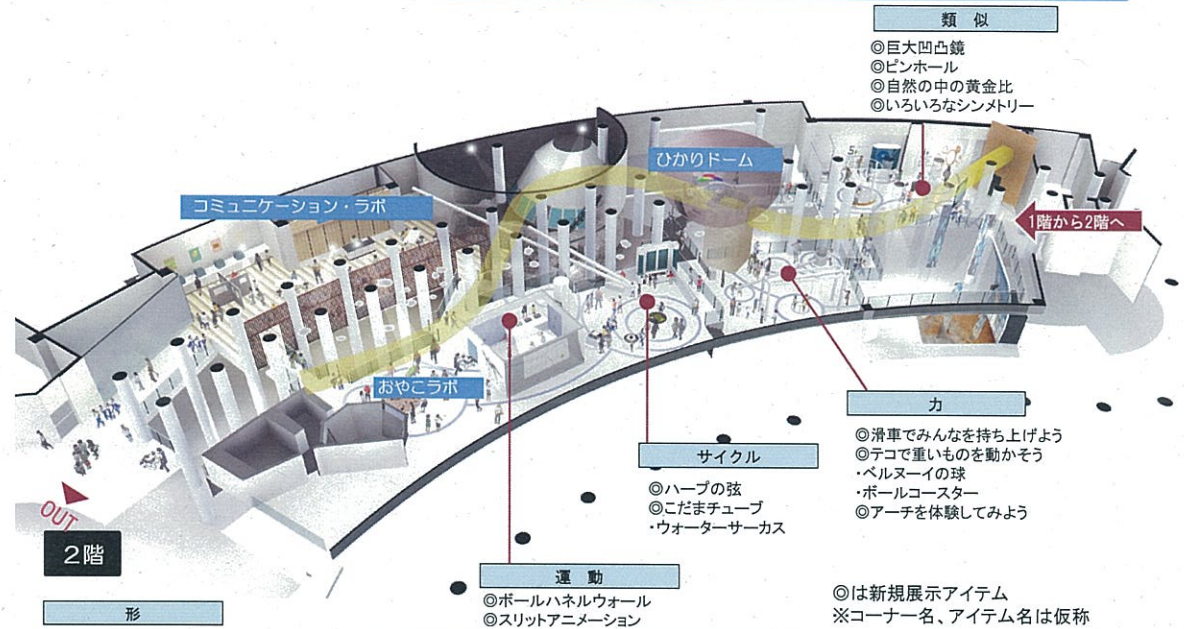 類 似
◎巨大凹凸鏡
◎ピンホール
◎自然の中の黄金比
◎いろいろなシンメトリー
ひかりドーム
コミュニケーション・ラボ
1階から2階へ
おやこラボ
力
◎滑車でみんなを持ち上げよう
◎テコで重いものを動かそう
・ベルヌーイの球
・ボールコースター
◎アーチを体験してみよう
サイクル
◎ハープの弦
◎こだまチューブ
・ウォーターサーカス
OUT
2階
運 動
◎ボールハネルウォール
◎スリットアニメーション
形
◎は新規展示アイテム
※コーナー名、アイテム名は仮称